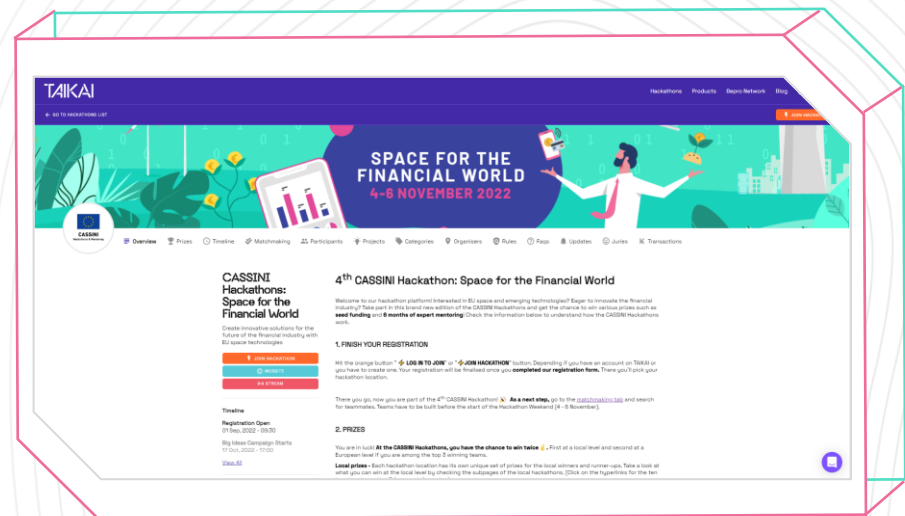 TAIKAI
Hackathons Products Bepro Network Blog
← GO TO HACKATHONS LIST
JOIN HACKAT
SPACE FOR THE
FINANCIAL WORLD
4-6 NOVEMBER 2022
CASSINI
Overview Prizes Timeline Matchmaking Participants Projects Categories Organisers Rules Faqs Updates Juries Transactions
CASSINI
Hackathons:
Space for the
Financial World
Create innovative solutions for the
future of the financial industry with
EU space technologies
JOIN HACKATHON
WEBSITE
STREAM
Timeline
Registration Open
01 Sep, 2022 - 09:30
Big Ideas Campaign Starts
17 Oct, 2022 - 17:00
View All
4th CASSINI Hackathon: Space for the Financial World
Welcome to our hackathon platform! Interested in EU space and emerging technologies? Eager to innovate the financial
industry? Take part in this brand new edition of the CASSINI Hackathons and get the chance to win various prizes such as
seed funding and 6 months of expert mentoring! Check the information below to understand how the CASSINI Hackathons
work.
1. FINISH YOUR REGISTRATION
Hit the orange button " LOG IN TO JOIN" or " JOIN HACKATHON" button. Depending if you have an account on TAIKAI or
you have to create one. Your registration will be finalised once you completed our registration form. There you'll pick your
hackathon location.
There you go, now you are part of the 4th CASSINI Hackathon! As a next step, go to the matchmaking tab and search
for teammates. Teams have to be built before the start of the Hackathon Weekend (4 - 6 November).
2. PRIZES
You are in luck! At the CASSINI Hackathons, you have the chance to win twice . First at a local level and second at a
European level if you are among the top 3 winning teams.
Local prizes - Each hackathon location has its own unique set of prizes for the local winners and runner-ups. Take a look at
what you can win at the local level by checking the subpages of the local hackathons. (Click on the hyperlinks for the ten